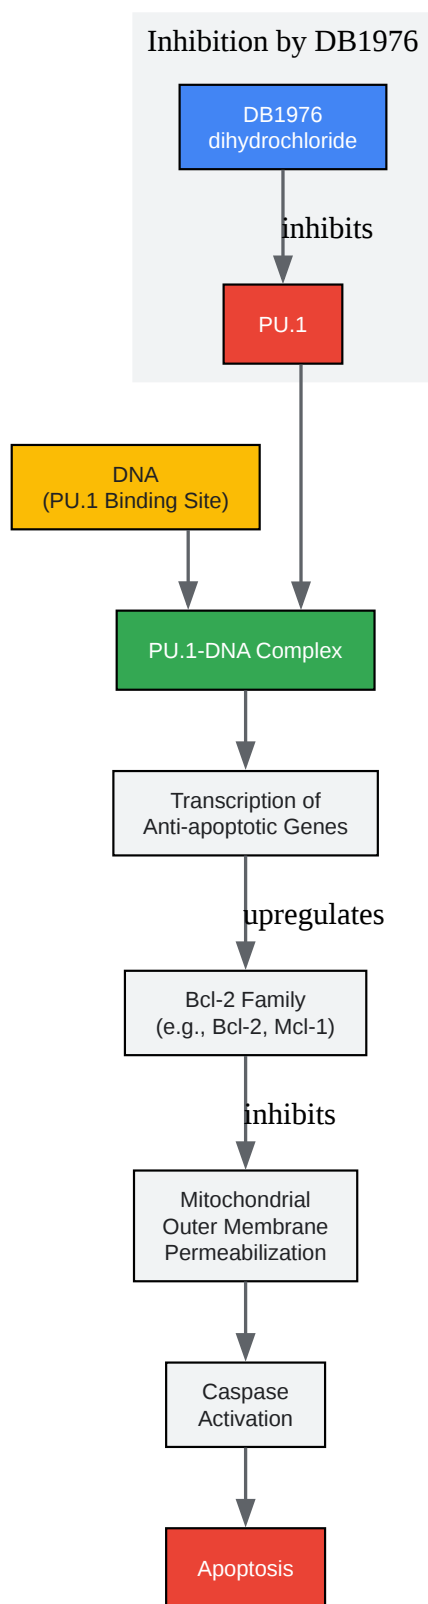 Inhibition by DB1976
DB1976
dihydrochloride
inhibits
PU.1
DNA
(PU.1 Binding Site)
PU.1-DNA Complex
Transcription of
Anti-apoptotic Genes
upregulates
Bcl-2 Family
(e.g., Bcl-2, Mcl-1)
inhibits
Mitochondrial
Outer Membrane
Permeabilization
Caspase
Activation
Apoptosis